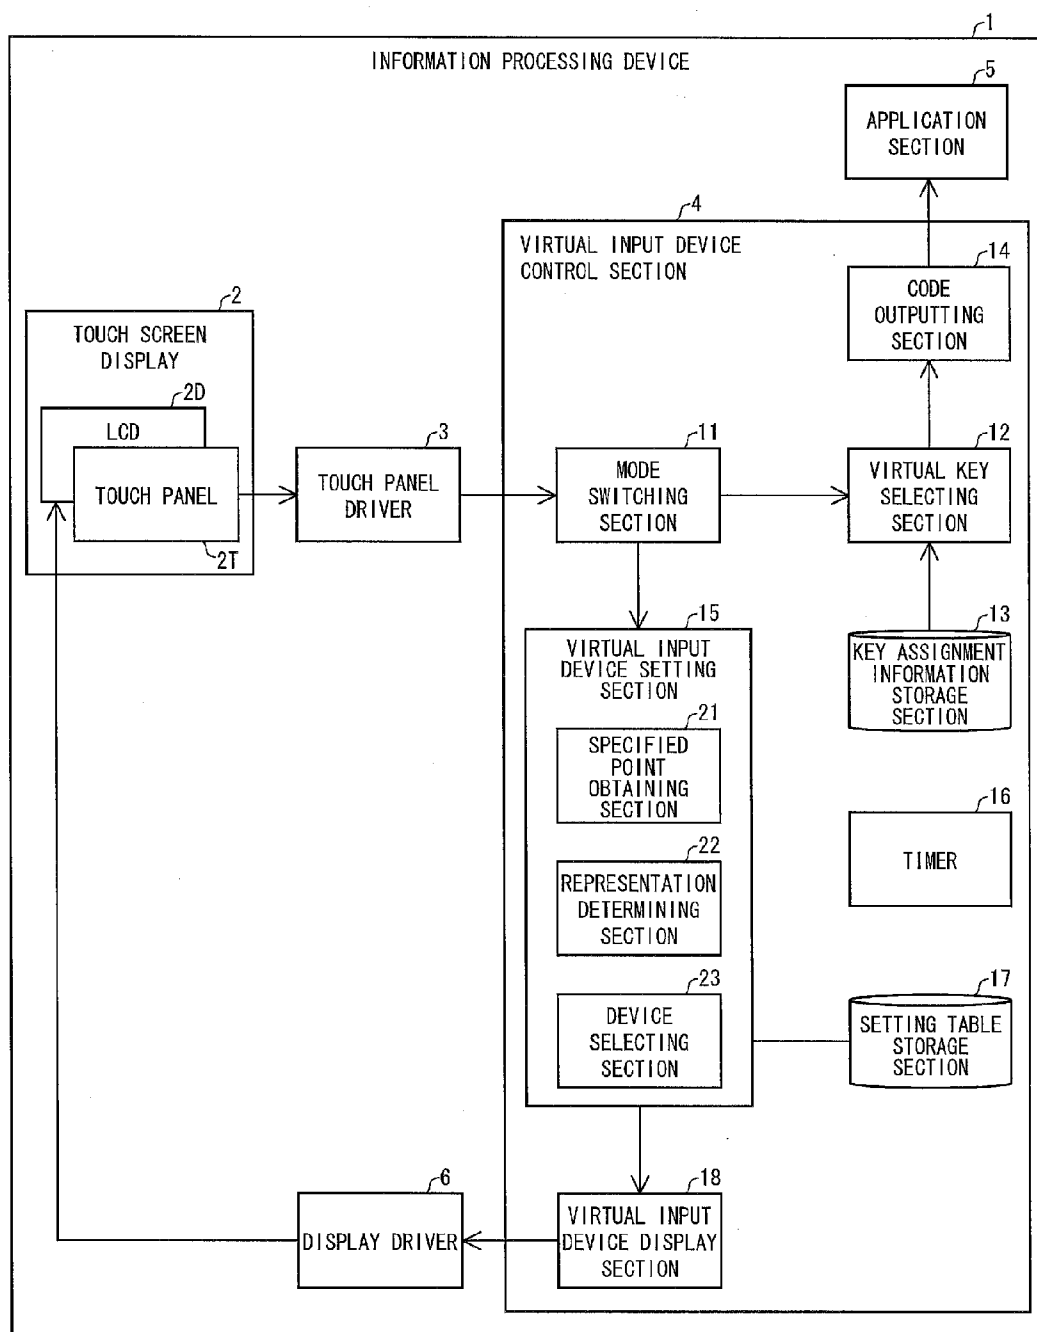 1
INFORMATION PROCESSING DEVICE
5
APPLICATION
SECTION
4
VIRTUAL INPUT DEVICE
CONTROL SECTION
14
CODE
OUTPUTTING
SECTION
2
TOUCH SCREEN
DISPLAY
2D
LCD
TOUCH PANEL
2T
3
TOUCH PANEL
DRIVER
11
MODE
SWITCHING
SECTION
12
VIRTUAL KEY
SELECTING
SECTION
15
VIRTUAL INPUT
DEVICE SETTING
SECTION
13
KEY ASSIGNMENT
INFORMATION
STORAGE
SECTION
21
SPECIFIED
POINT
OBTAINING
SECTION
16
TIMER
22
REPRESENTATION
DETERMINING
SECTION
23
DEVICE
SELECTING
SECTION
17
SETTING TABLE
STORAGE
SECTION
6
DISPLAY DRIVER
18
VIRTUAL INPUT
DEVICE DISPLAY
SECTION